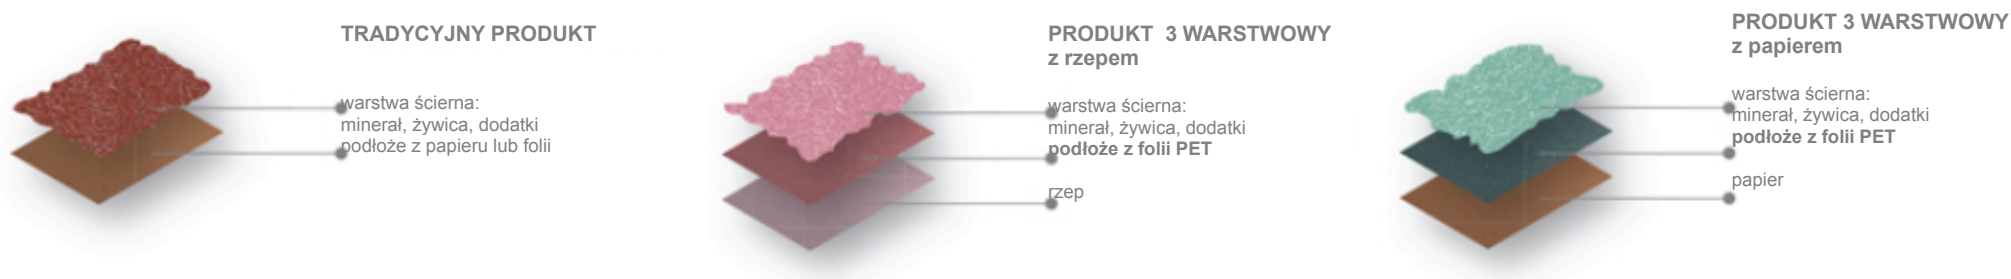 TRADYCYJNY PRODUKT
warstwa ścierna:
minerał, żywica, dodatki
podłoże z papieru lub folii
PRODUKT 3 WARSTWOWY
z rzepem
warstwa ścierna:
minerał, żywica, dodatki
podłoże z folii PET
rzep
PRODUKT 3 WARSTWOWY
z papierem
warstwa ścierna:
minerał, żywica, dodatki
podłoże z folii PET
papier